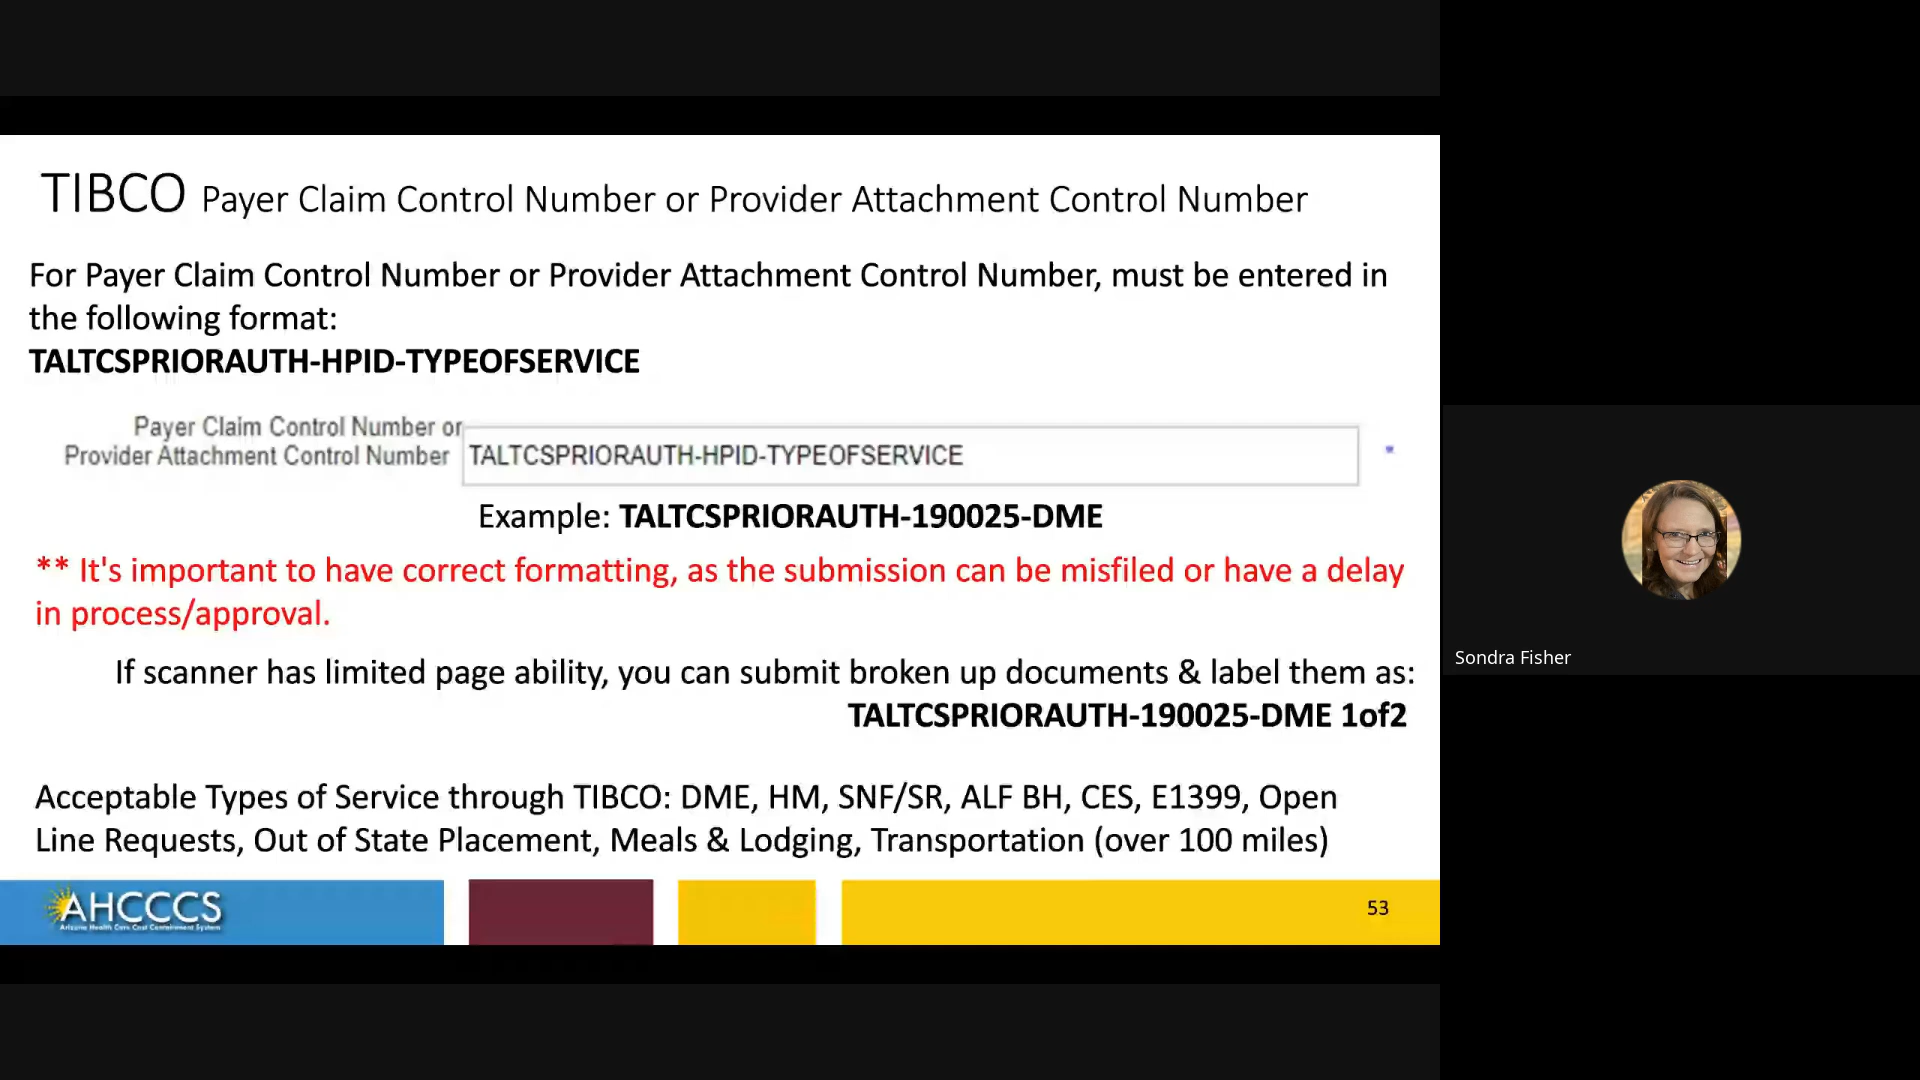 TIBCO Payer Claim Control Number or Provider Attachment Control Number
For Payer Claim Control Number or Provider Attachment Control Number, must be entered in
the following format:
TALTCSPRIORAUTH-HPID-TYPEOFSERVICE
Payer Claim Control Number or
Provider Attachment Control Number
TALTCSPRIORAUTH-HPID-TYPEOFSERVICE
*
Example: TALTCSPRIORAUTH-190025-DME
** It's important to have correct formatting, as the submission can be misfiled or have a delay
in process/approval.
If scanner has limited page ability, you can submit broken up documents & label them as:
TALTCSPRIORAUTH-190025-DME 1of2
Acceptable Types of Service through TIBCO: DME, HM, SNF/SR, ALF BH, CES, E1399, Open
Line Requests, Out of State Placement, Meals & Lodging, Transportation (over 100 miles)
AHCCCS
Arizona Health Care Cost Containment System
53
Sondra Fisher